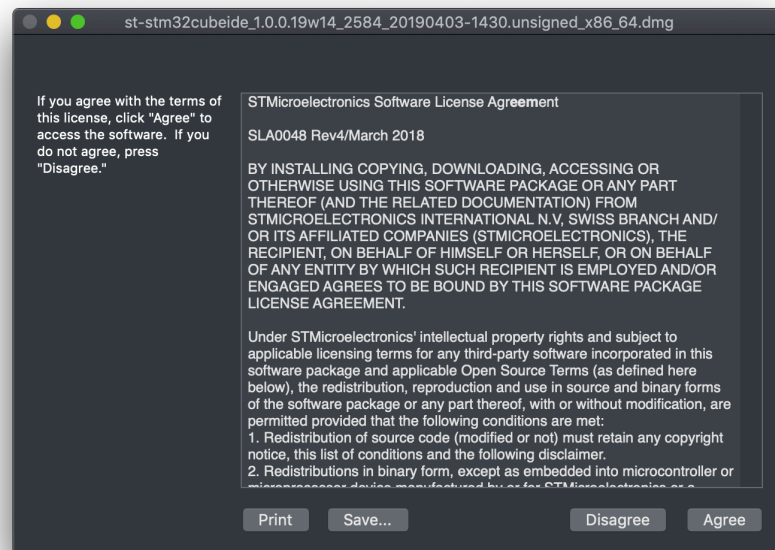 st-stm32cubeide_1.0.0.19w14_2584_20190403-1430.unsigned_x86_64.dmg
If you agree with the terms of
this license, click "Agree" to
access the software.  If you
do not agree, press
"Disagree."
STMicroelectronics Software License Agreement
SLA0048 Rev4/March 2018
BY INSTALLING COPYING, DOWNLOADING, ACCESSING OR
OTHERWISE USING THIS SOFTWARE PACKAGE OR ANY PART
THEREOF (AND THE RELATED DOCUMENTATION) FROM
STMICROELECTRONICS INTERNATIONAL N.V, SWISS BRANCH AND/
OR ITS AFFILIATED COMPANIES (STMICROELECTRONICS), THE
RECIPIENT, ON BEHALF OF HIMSELF OR HERSELF, OR ON BEHALF
OF ANY ENTITY BY WHICH SUCH RECIPIENT IS EMPLOYED AND/OR
ENGAGED AGREES TO BE BOUND BY THIS SOFTWARE PACKAGE
LICENSE AGREEMENT.
Under STMicroelectronics' intellectual property rights and subject to
applicable licensing terms for any third-party software incorporated in this
software package and applicable Open Source Terms (as defined here
below), the redistribution, reproduction and use in source and binary forms
of the software package or any part thereof, with or without modification, are
permitted provided that the following conditions are met:
1. Redistribution of source code (modified or not) must retain any copyright
notice, this list of conditions and the following disclaimer.
2. Redistributions in binary form, except as embedded into microcontroller or
microprocessor device manufactured by or for STMicroelectronics or a
Print
Save...
Disagree
Agree